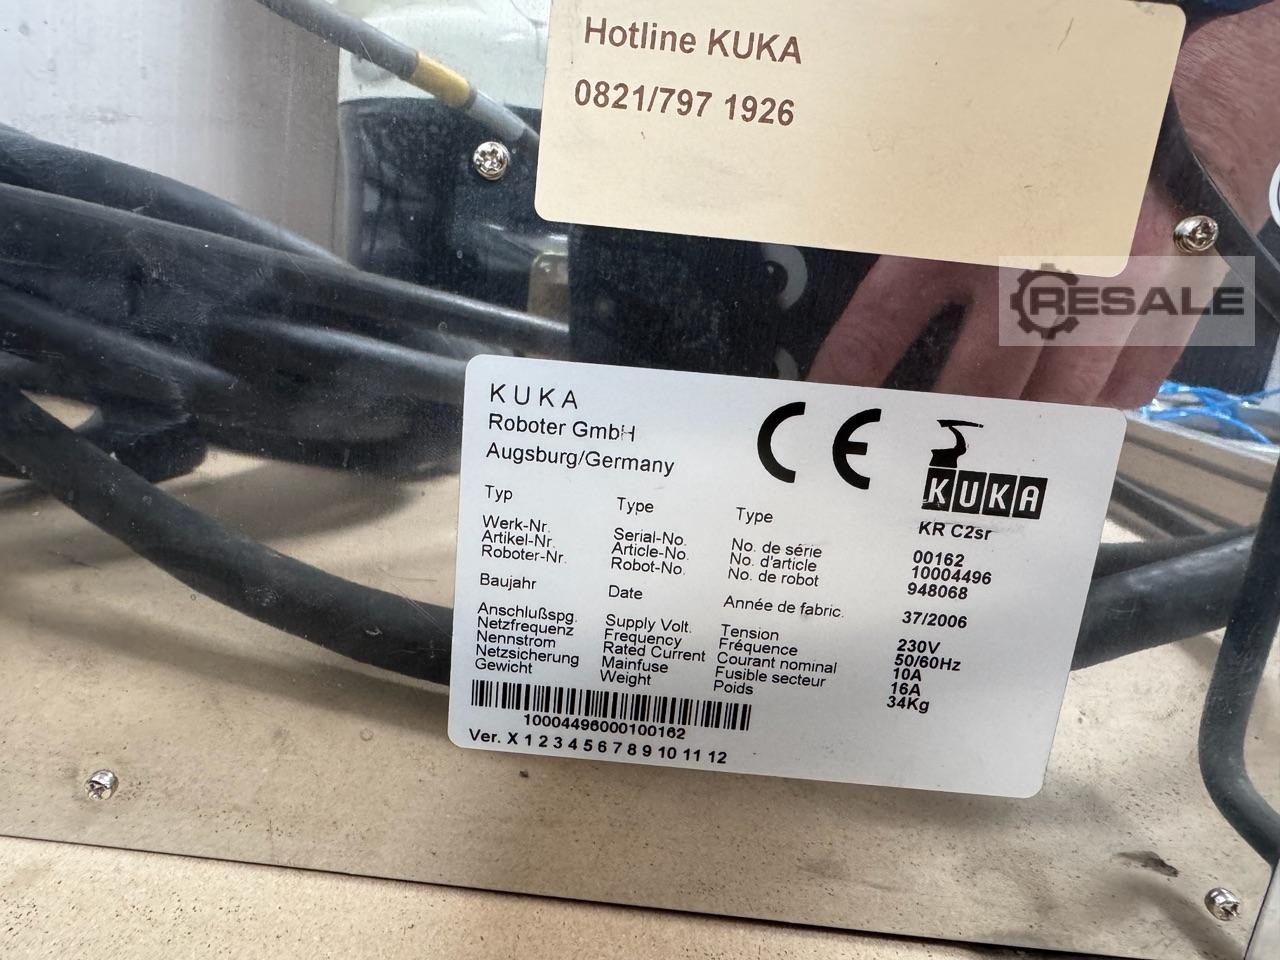 Hotline KUKA
0821/797 1926
RESALE
KUKA
Roboter GmbH
Augsburg/Germany
CE
KUKA
Typ Type Type KR C2sr
Werk-Nr. Serial-No. No. de série 00162
Artikel-Nr. Article-No. No. d'article 10004496
Roboter-Nr. Robot-No. No. de robot 948068
Baujahr Date Année de fabric. 37/2006
Anschlußspg. Supply Volt. Tension 230V
Netzfrequenz Frequency Fréquence 50/60Hz
Nennstrom Rated Current Courant nominal 10A
Netzsicherung Mainfuse Fusible secteur 16A
Gewicht Weight Poids 34Kg
10004496000100162
Ver. X 1 2 3 4 5 6 7 8 9 10 11 12